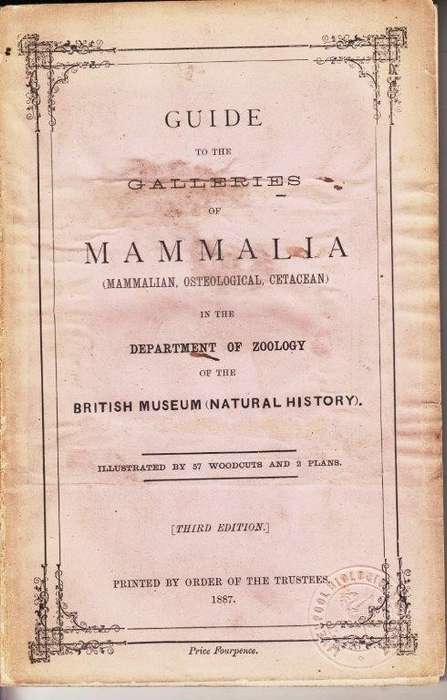 GUIDE
TO THE
GALLERIES
OF
MAMMALIA
(MAMMALIAN, OSTEOLOGICAL, CETACEAN)
IN THE
DEPARTMENT OF ZOOLOGY
OF THE
BRITISH MUSEUM (NATURAL HISTORY).
ILLUSTRATED BY 57 WOODCUTS AND 2 PLANS.
[THIRD EDITION.]
PRINTED BY ORDER OF THE TRUSTEES.
1887.
Price Fourpence.